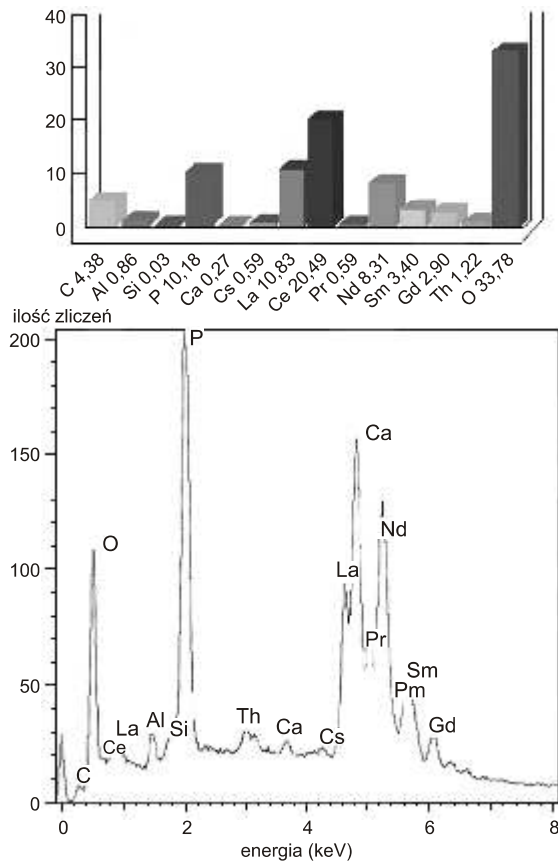 40
30
20
10
0
C 4,38
Al 0,86
Si 0,03
P 10,18
Ca 0,27
Cs 0,59
La 10,83
Ce 20,49
Pr 0,59
Nd 8,31
Sm 3,40
Gd 2,90
Th 1,22
O 33,78
ilość zliczeń
200
150
100
50
0
P
Ca
O
I
Nd
La
Pr
Sm
Pm
Gd
C
Ce
La
Al
Si
Th
Ca
Cs
0 2 4 6 8
energia (keV)